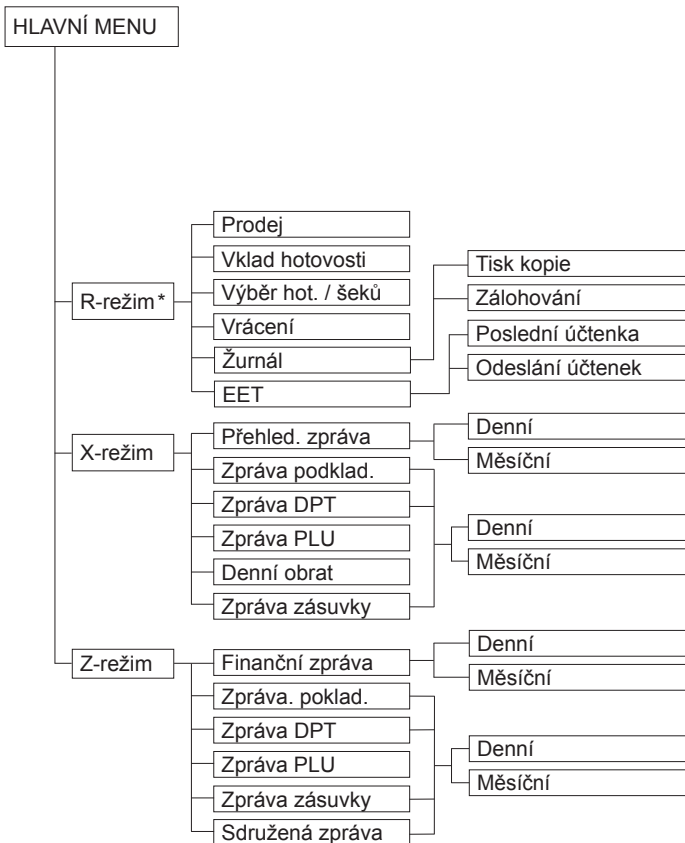 HLAVNÍ MENU
R-režim *
Prodej
Vklad hotovosti
Výběr hot. / šeků
Vrácení
Žurnál
Tisk kopie
Zálohování
EET
Poslední účtenka
Odeslání účtenek
X-režim
Přehled. zpráva
Denní
Měsíční
Zpráva podklad.
Zpráva DPT
Zpráva PLU
Denní obrat
Zpráva zásuvky
Denní
Měsíční
Z-režim
Finanční zpráva
Denní
Měsíční
Zpráva. poklad.
Zpráva DPT
Zpráva PLU
Zpráva zásuvky
Sdružená zpráva
Denní
Měsíční